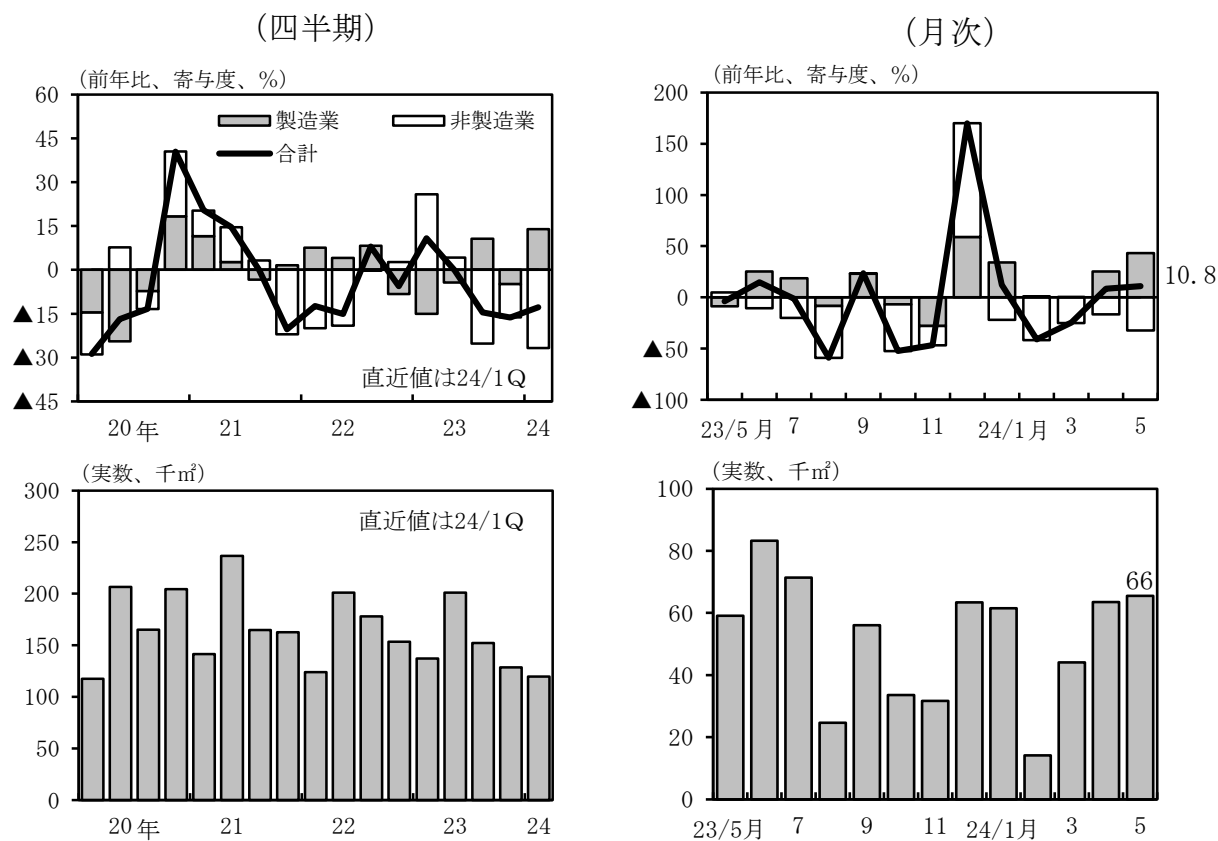 （四半期）
（前年比、寄与度、％）
60
45
30
15
0
▲15
▲30
▲45
製造業
非製造業
合計
直近値は24/1Ｑ
20年 21 22 23 24
（月次）
（前年比、寄与度、％）
200
150
100
50
0
▲50
▲100
10.8
23/5月 7 9 11 24/1月 3 5
（実数、千㎡）
300
250
200
150
100
50
0
直近値は24/1Ｑ
20年 21 22 23 24
（実数、千㎡）
100
80
60
40
20
0
66
23/5月 7 9 11 24/1月 3 5